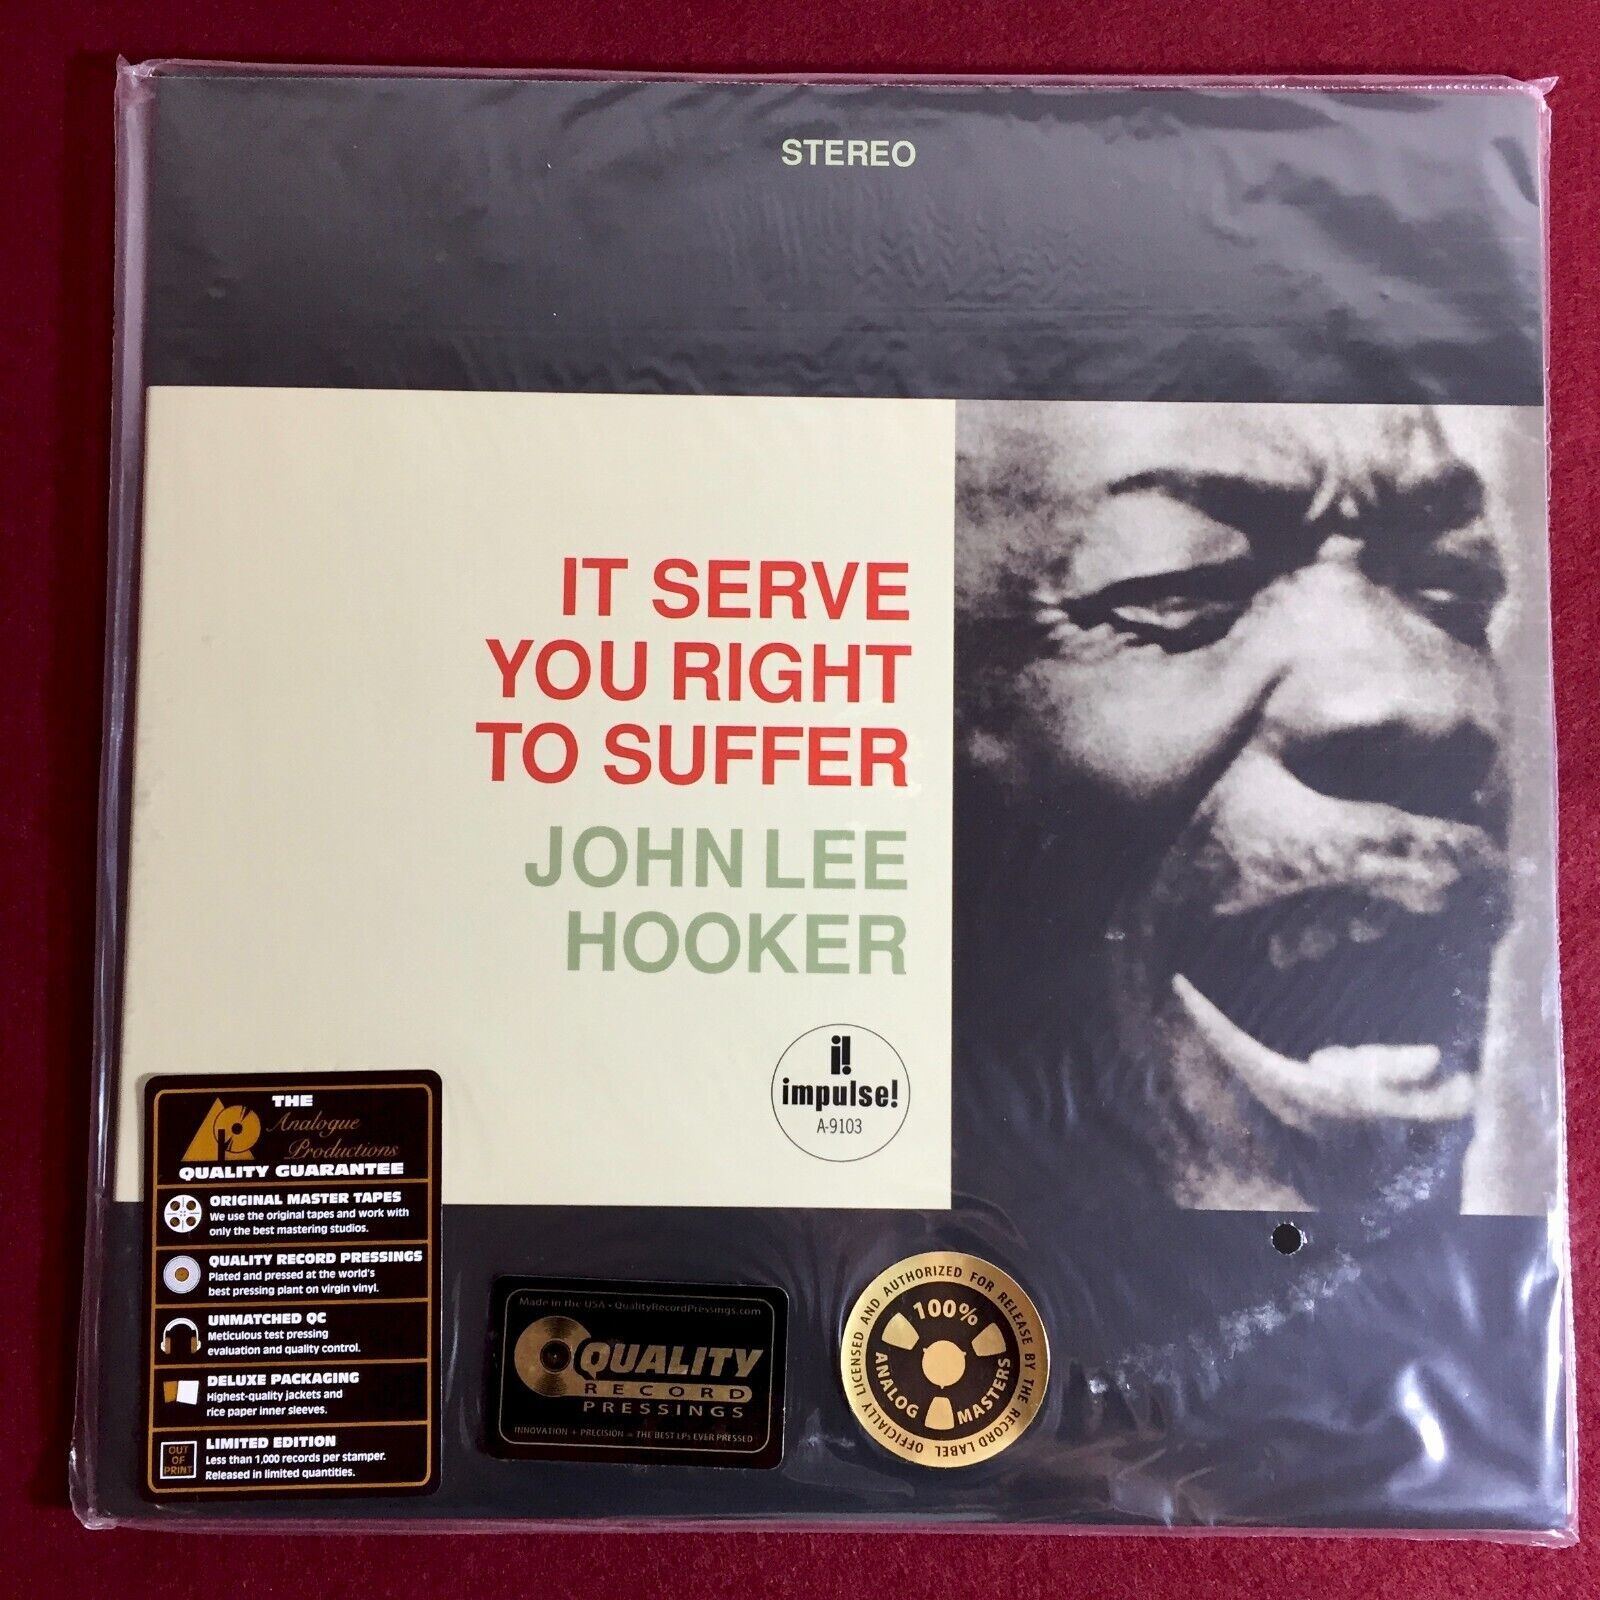 STEREO
IT SERVE
YOU RIGHT
TO SUFFER
JOHN LEE
HOOKER
i!
impulse!
A-9103
THE
Analogue
Productions
QUALITY GUARANTEE
ORIGINAL MASTER TAPES
We use the original tapes and work with
only the best mastering studios.
QUALITY RECORD PRESSINGS
Plated and pressed at the world's
best pressing plant on virgin vinyl.
UNMATCHED QC
Meticulous test pressing
evaluation and quality control.
DELUXE PACKAGING
Highest-quality jackets and
rice paper inner sleeves.
OUT
OF
PRINT
LIMITED EDITION
Less than 1,000 records per stamper.
Released in limited quantities.
Made in the USA • QualityRecordPressings.com
QUALITY
RECORD
PRESSINGS
INNOVATION + PRECISION = THE BEST LPs EVER PRESSED
OFFICIALLY LICENSED AND AUTHORIZED FOR RELEASE BY THE RECORD LABEL
100%
ANALOG
MASTERS